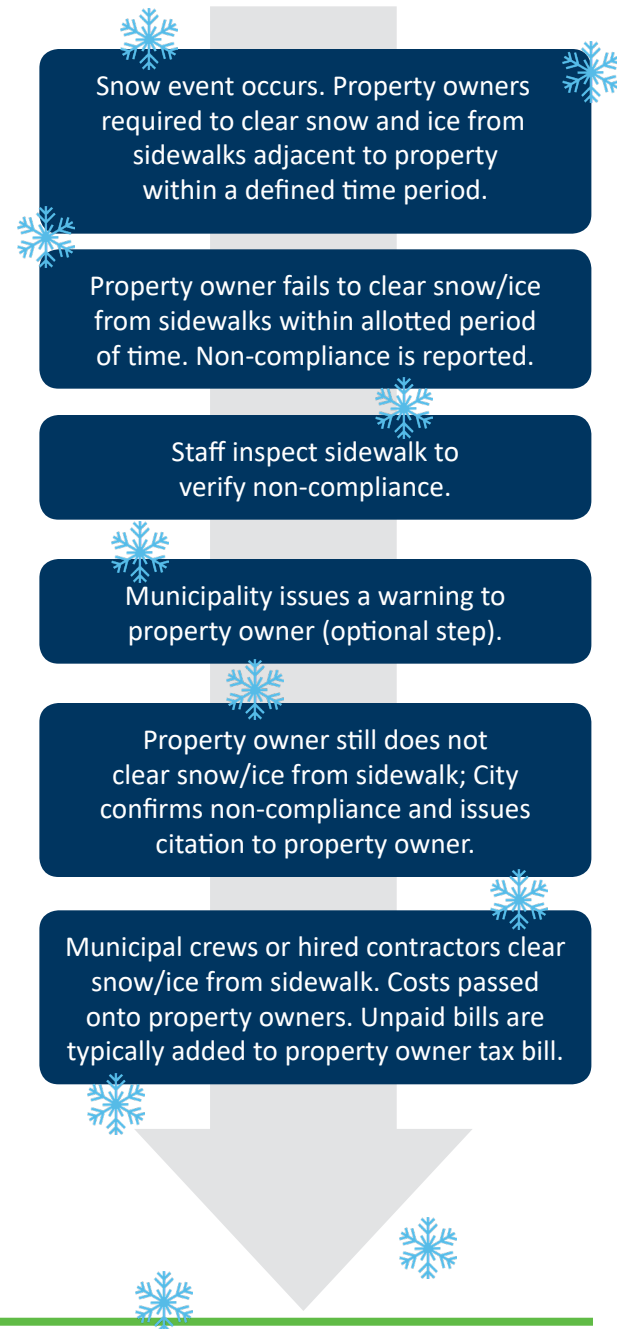 Snow event occurs. Property owners
required to clear snow and ice from
sidewalks adjacent to property
within a defined time period.
Property owner fails to clear snow/ice
from sidewalks within allotted period
of time. Non-compliance is reported.
Staff inspect sidewalk to
verify non-compliance.
Municipality issues a warning to
property owner (optional step).
Property owner still does not
clear snow/ice from sidewalk; City
confirms non-compliance and issues
citation to property owner.
Municipal crews or hired contractors clear
snow/ice from sidewalk. Costs passed
onto property owners. Unpaid bills are
typically added to property owner tax bill.